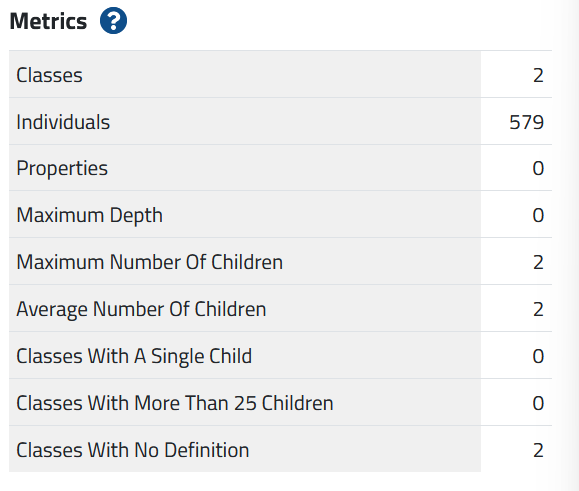 Metrics ?
Classes 2
Individuals 579
Properties 0
Maximum Depth 0
Maximum Number Of Children 2
Average Number Of Children 2
Classes With A Single Child 0
Classes With More Than 25 Children 0
Classes With No Definition 2